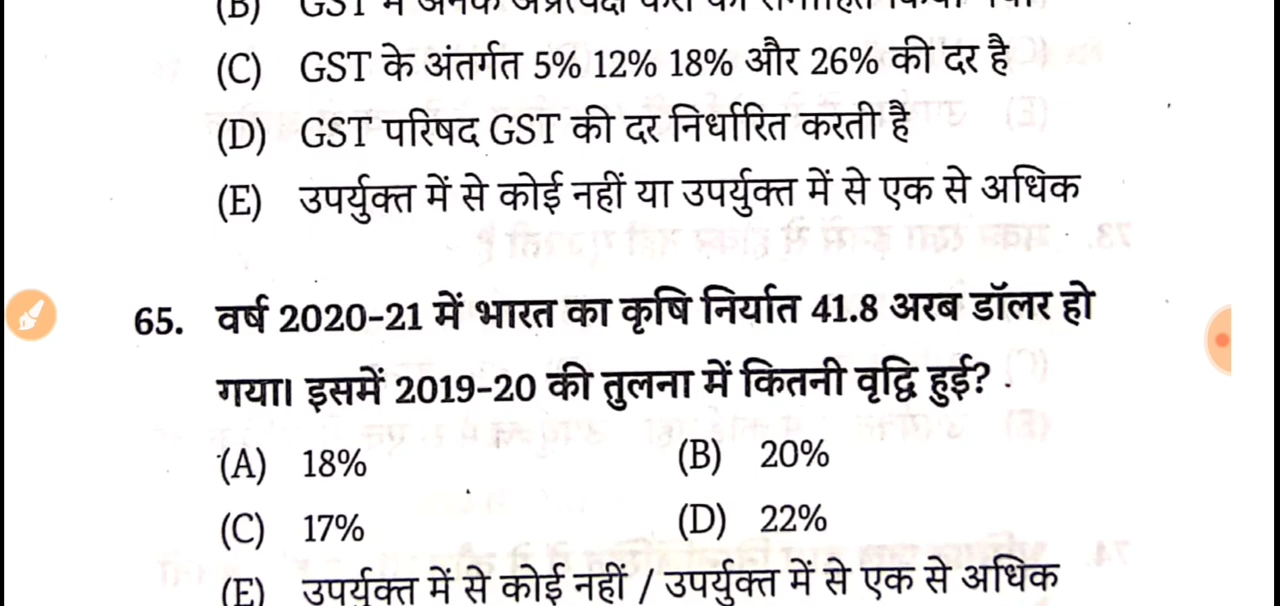 (C) GST के अंतर्गत 5% 12% 18% और 26% की दर है
(D) GST परिषद GST की दर निर्धारित करती है
(E) उपर्युक्त में से कोई नहीं या उपर्युक्त में से एक से अधिक
65. वर्ष 2020-21 में भारत का कृषि निर्यात 41.8 अरब डॉलर हो
गया। इसमें 2019-20 की तुलना में कितनी वृद्धि हुई?
(A) 18% (B) 20%
(C) 17% (D) 22%
(E) उपर्युक्त में से कोई नहीं / उपर्युक्त में से एक से अधिक